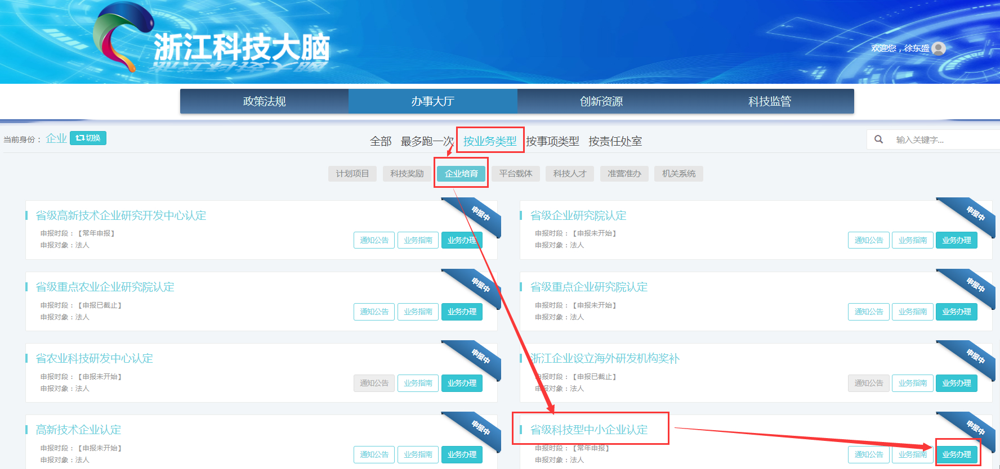 浙江科技大脑
欢迎您，徐东盛
政策法规 办事大厅 创新资源 科技监管
当前身份： 企业 切换
全部 最多跑一次 按业务类型 按事项类型 按责任处室
输入关键字...
计划项目 科技奖励 企业培育 平台载体 科技人才 准营准办 机关系统
省级高新技术企业研究开发中心认定
申报中
申报时段：【常年申报】
申报对象：法人
通知公告 业务指南 业务办理
省级企业研究院认定
申报中
申报时段：【申报未开始】
申报对象：法人
通知公告 业务指南 业务办理
省级重点农业企业研究院认定
申报中
申报时段：【申报已截止】
申报对象：法人
通知公告 业务指南 业务办理
省级重点企业研究院认定
申报中
申报时段：【申报未开始】
申报对象：法人
通知公告 业务指南 业务办理
省农业科技研发中心认定
申报中
申报时段：【申报未开始】
申报对象：法人
通知公告 业务指南 业务办理
浙江企业设立海外研发机构奖补
申报中
申报时段：【申报已截止】
申报对象：法人
通知公告 业务指南 业务办理
高新技术企业认定
申报中
申报时段：【申报未开始】
申报对象：法人
通知公告 业务指南 业务办理
省级科技型中小企业认定
申报中
申报时段：【常年申报】
申报对象：法人
通知公告 业务指南 业务办理